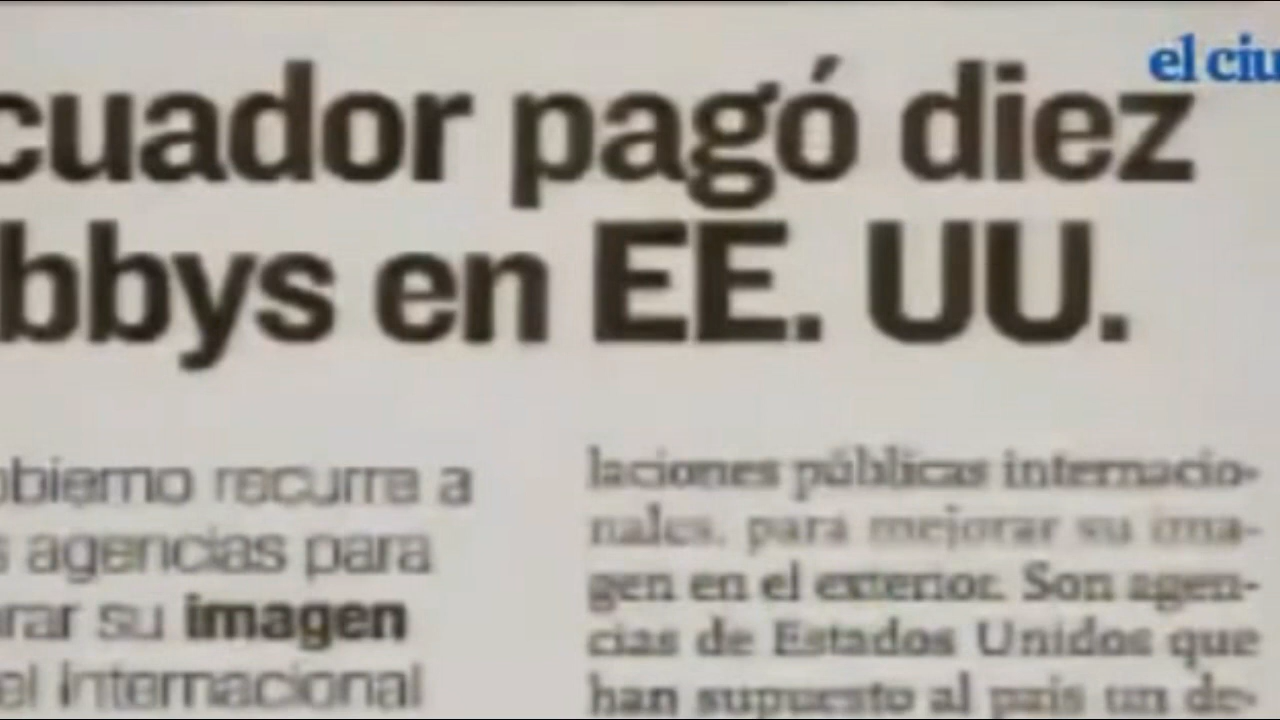 el ciu
cuador pagó diez
bbys en EE. UU.
obierno recurre a
s agencias para
rar su imagen
el internacional
laciones públicas internacio-
nales, para mejorar su ima-
gen en el exterior. Son agen-
cias de Estados Unidos que
han supuesto al país un de-